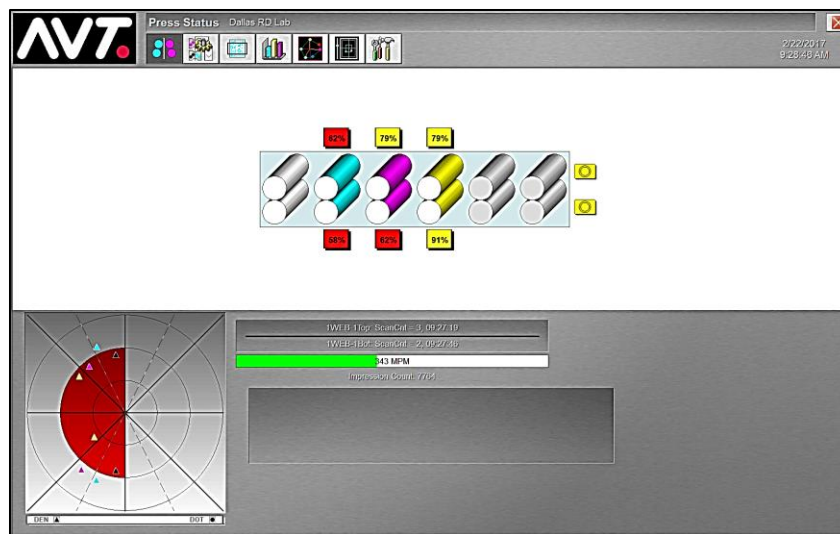 AVT
Press Status Dallas RD Lab
2/22/2017
9:28:48 AM
62% 79% 79%
58% 62% 91%
1WEB-1Top: ScanCnt = 3, 09:27:19
1WEB-1Bot: ScanCnt = 2, 09:27:46
343 MPM
Impression Count: 7764
DEN DOT